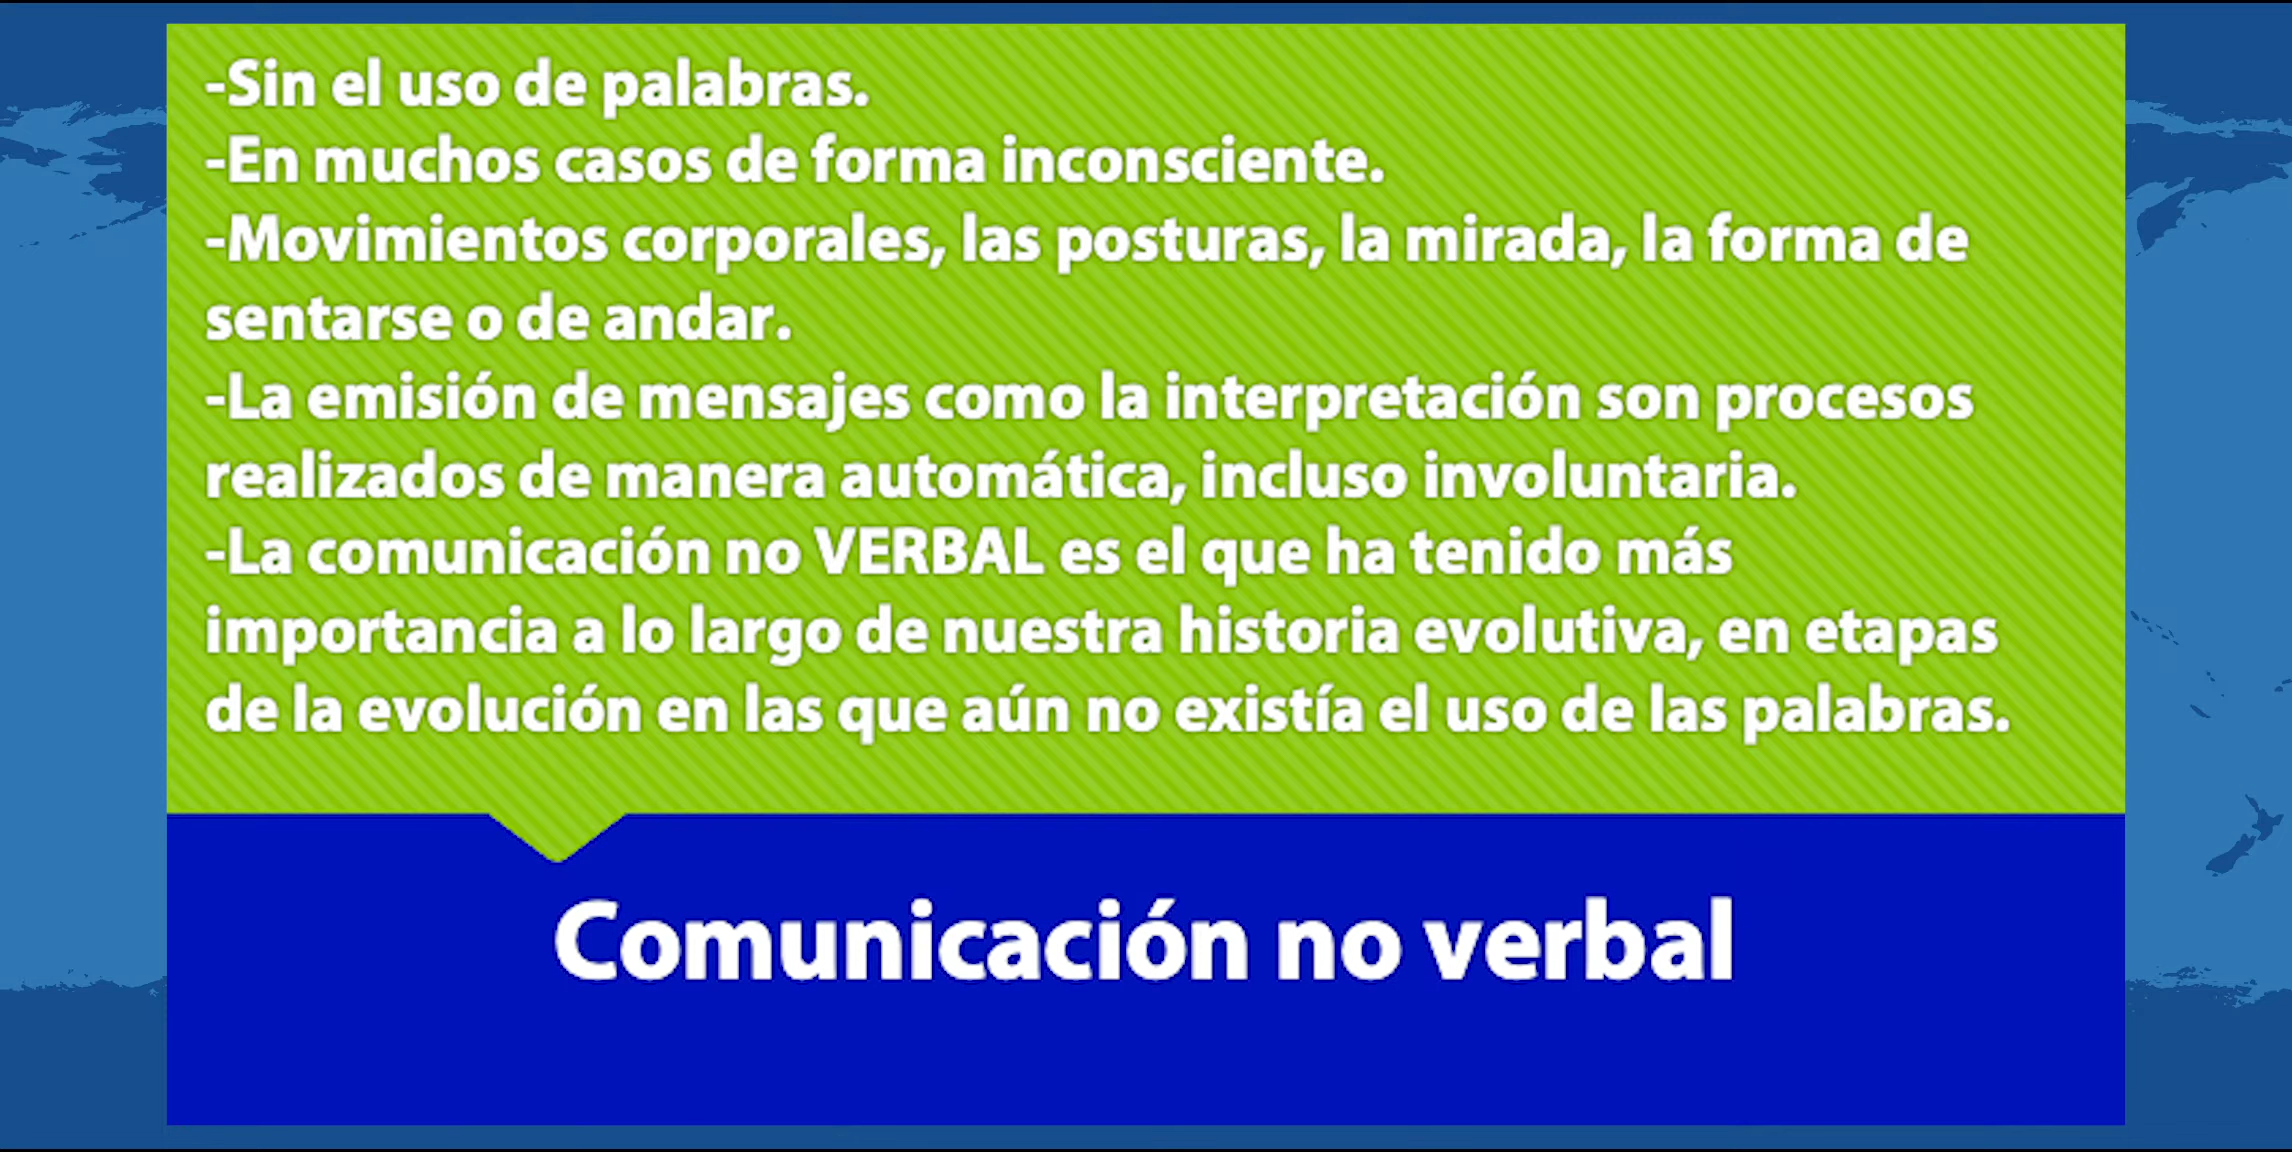 -Sin el uso de palabras.
-En muchos casos de forma inconsciente.
-Movimientos corporales, las posturas, la mirada, la forma de
sentarse o de andar.
-La emisión de mensajes como la interpretación son procesos
realizados de manera automática, incluso involuntaria.
-La comunicación no VERBAL es el que ha tenido más
importancia a lo largo de nuestra historia evolutiva, en etapas
de la evolución en las que aún no existía el uso de las palabras.
Comunicación no verbal